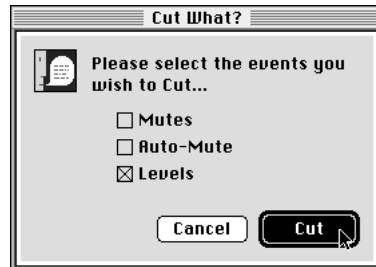 Cut What?
Please select the events you
wish to Cut...
Mutes
Auto-Mute
Levels
Cancel
Cut